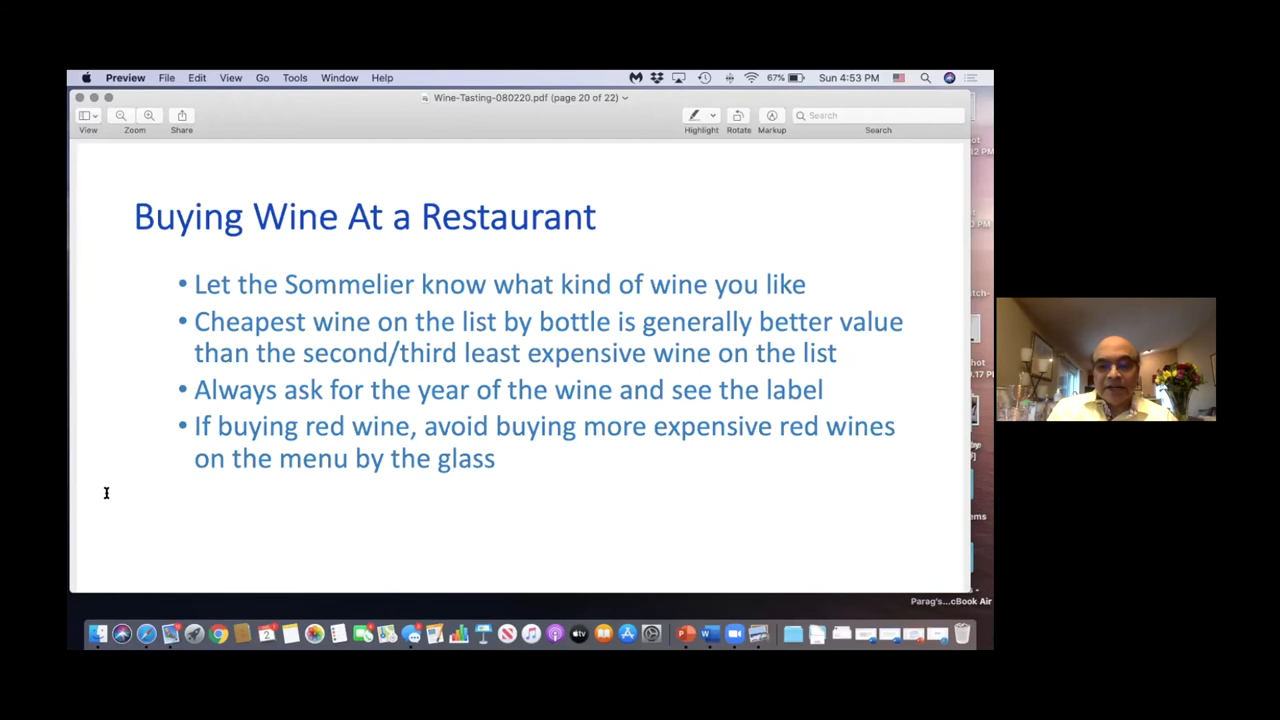 Preview File Edit View Go Tools Window Help 67% Sun 4:53 PM
Wine-Tasting-080220.pdf (page 20 of 22)
Search
View Zoom Share Highlight Rotate Markup Search
Buying Wine At a Restaurant
• Let the Sommelier know what kind of wine you like
• Cheapest wine on the list by bottle is generally better value
than the second/third least expensive wine on the list
• Always ask for the year of the wine and see the label
• If buying red wine, avoid buying more expensive red wines
on the menu by the glass
Parag's...cBook Air